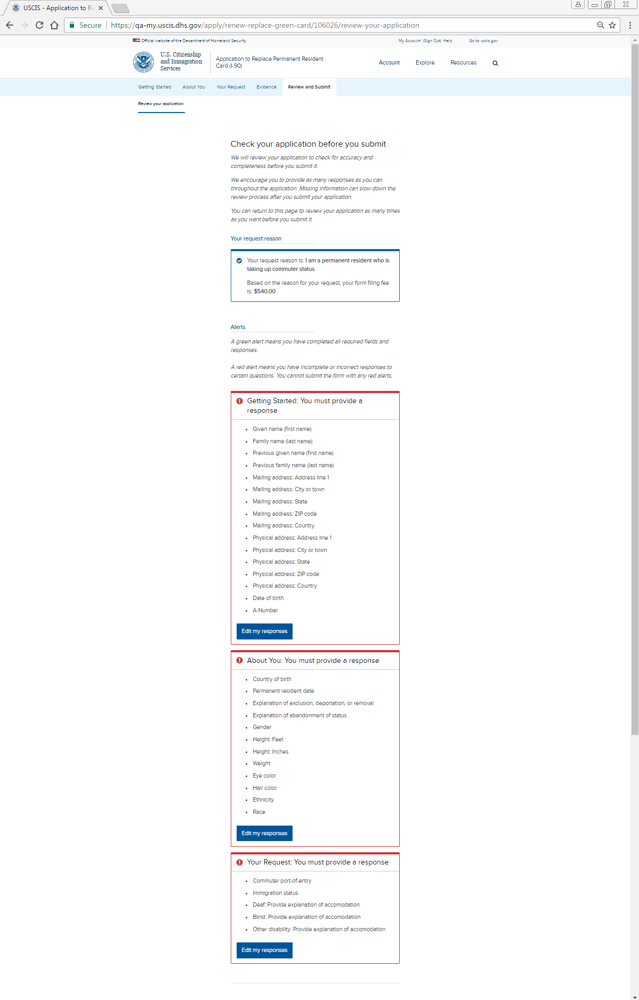 USCIS - Application to Re
Secure
https://qa-my.uscis.dhs.gov/apply/renew-replace-green-card/106026/review-your-application
Official website of the Department of Homeland Security
My Account (Sign Out) Help
Go to uscis.gov
U.S. Citizenship
and Immigration
Services
Application to Replace Permanent Resident
Card (I-90)
Account
Explore
Resources
Getting Started
About You
Your Request
Evidence
Review and Submit
Review your application
Check your application before you submit
We will review your application to check for accuracy and
completeness before you submit it.
We encourage you to provide as many responses as you can
throughout the application. Missing information can slow down the
review process after you submit your application.
You can return to this page to review your application as many times
as you want before you submit it.
Your request reason
Your request reason is: I am a permanent resident who is
taking up commuter status
Based on the reason for your request, your form filing fee
is: $540.00
Alerts
A green alert means you have completed all required fields and
responses.
A red alert means you have incomplete or incorrect responses to
certain questions. You cannot submit the form with any red alerts.
Getting Started: You must provide a
response
Given name (first name)
Family name (last name)
Previous given name (first name)
Previous family name (last name)
Mailing address: Address line 1
Mailing address: City or town
Mailing address: State
Mailing address: ZIP code
Mailing address: Country
Physical address: Address line 1
Physical address: City or town
Physical address: State
Physical address: ZIP code
Physical address: Country
Date of birth
A-Number
Edit my responses
About You: You must provide a response
Country of birth
Permanent resident date
Explanation of exclusion, deportation, or removal
Explanation of abandonment of status
Gender
Height: Feet
Height: Inches
Weight
Eye color
Hair color
Ethnicity
Race
Edit my responses
Your Request: You must provide a response
Commuter port-of-entry
Immigration status
Deaf: Provide explanation of accomodation
Blind: Provide explanation of accomodation
Other disability: Provide explanation of accomodation
Edit my responses